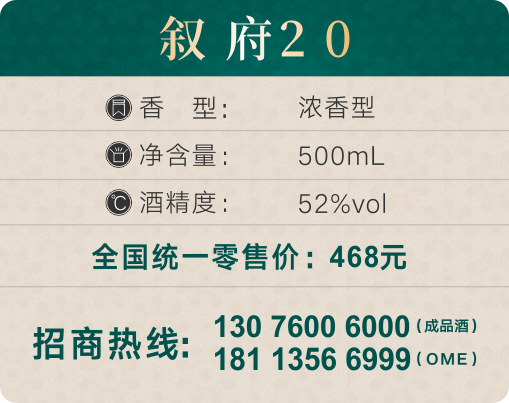 叙府20
香 型： 浓香型
净含量： 500mL
酒精度： 52%vol
全国统一零售价：468元
招商热线: 130 7600 6000（成品酒）
181 1356 6999（OME）